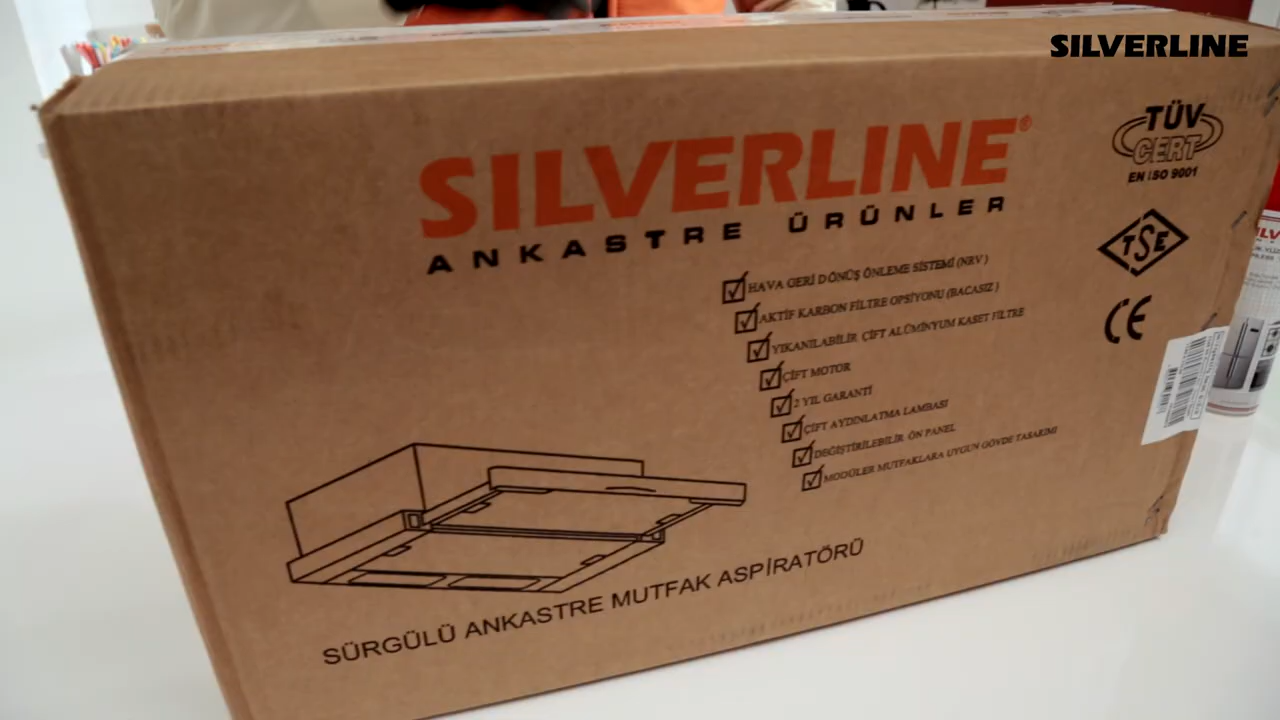 SILVERLINE
SILVERLINE®
ANKASTRE ÜRÜNLER
TÜV
CERT
EN ISO 9001
TSE
CE
HAVA GERİ DÖNÜŞ ÖNLEME SİSTEMİ (NRV)
AKTİF KARBON FİLTRE OPSİYONU (BACASIZ)
YIKANILABİLİR ÇİFT ALÜMİNYUM KASET FİLTRE
ÇİFT MOTOR
2 YIL GARANTİ
ÇİFT AYDINLATMA LAMBASI
DEĞİŞTİRİLEBİLİR ÖN PANEL
MODÜLER MUTFAKLARA UYGUN GÖVDE TASARIMI
SÜRGÜLÜ ANKASTRE MUTFAK ASPİRATÖRÜ